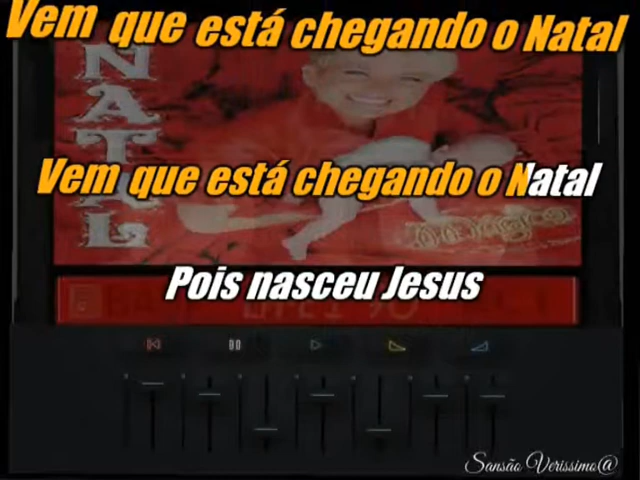 Vem que está chegando o Natal
NATAL
Vem que está chegando o Natal
Pois nasceu Jesus
Sansão Verissimo@